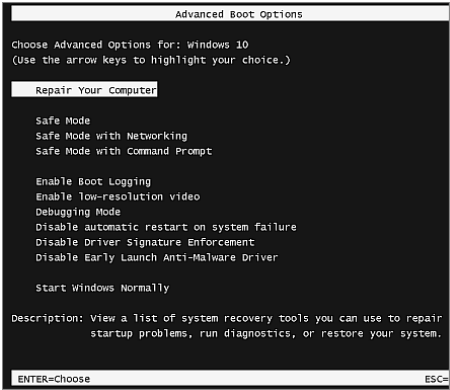 Advanced Boot Options
Choose Advanced Options for: Windows 10
(Use the arrow keys to highlight your choice.)
Repair Your Computer
Safe Mode
Safe Mode with Networking
Safe Mode with Command Prompt
Enable Boot Logging
Enable low-resolution video
Debugging Mode
Disable automatic restart on system failure
Disable Driver Signature Enforcement
Disable Early Launch Anti-Malware Driver
Start Windows Normally
Description: View a list of system recovery tools you can use to repair
startup problems, run diagnostics, or restore your system.
ENTER=Choose ESC=